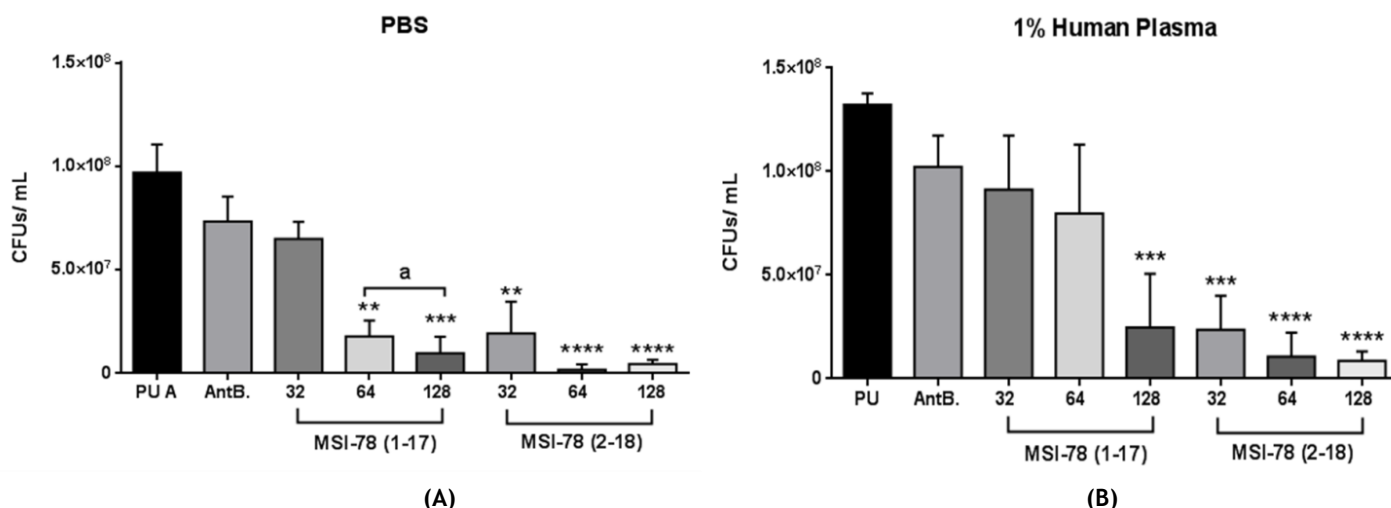 PBS
1.5×10⁸
1.0×10⁸
5.0×10⁷
0
CFUs/ mL
a
**
***
**
****
****
PU A AntB. 32 64 128 32 64 128
MSI-78 (1-17) MSI-78 (2-18)
(A)
1% Human Plasma
1.5×10⁸
1.0×10⁸
5.0×10⁷
0
CFUs/ mL
***
***
****
****
PU AntB. 32 64 128 32 64 128
MSI-78 (1-17) MSI-78 (2-18)
(B)